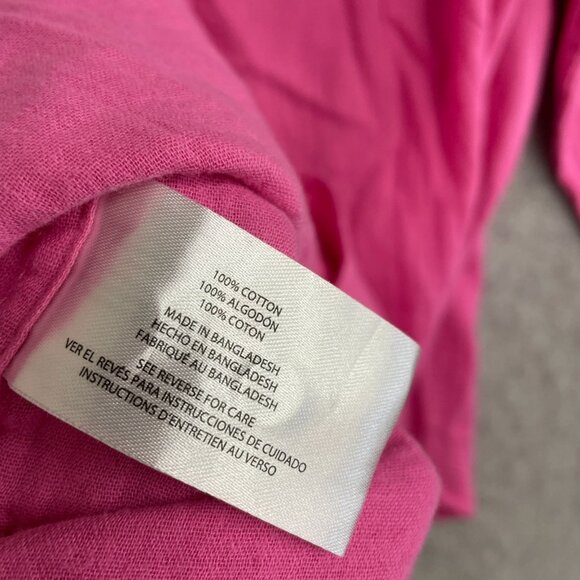 100% COTTON
100% ALGODÓN
100% COTON
MADE IN BANGLADESH
HECHO EN BANGLADESH
FABRIQUÉ AU BANGLADESH
SEE REVERSE FOR CARE
VER EL REVÉS PARA INSTRUCCIONES DE CUIDADO
INSTRUCTIONS D'ENTRETIEN AU VERSO